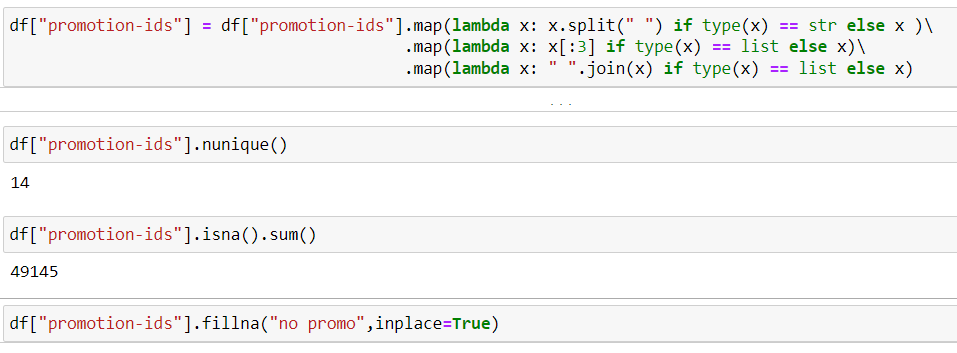 df["promotion-ids"] = df["promotion-ids"].map(lambda x: x.split(" ") if type(x) == str else x )\
.map(lambda x: x[:3] if type(x) == list else x)\
.map(lambda x: " ".join(x) if type(x) == list else x)
...
df["promotion-ids"].nunique()
14
df["promotion-ids"].isna().sum()
49145
df["promotion-ids"].fillna("no promo",inplace=True)